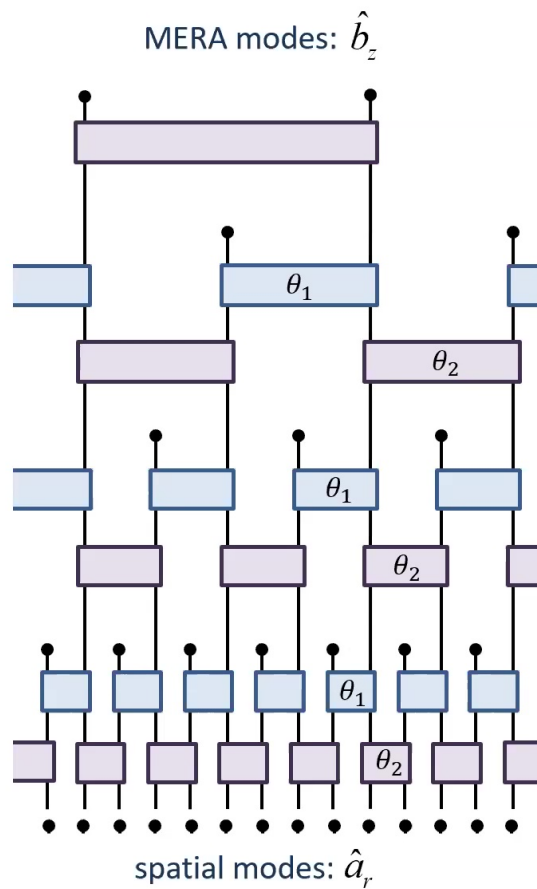 MERA modes: b̂_z
θ₁
θ₂
θ₁
θ₂
θ₁
θ₂
spatial modes: â_r